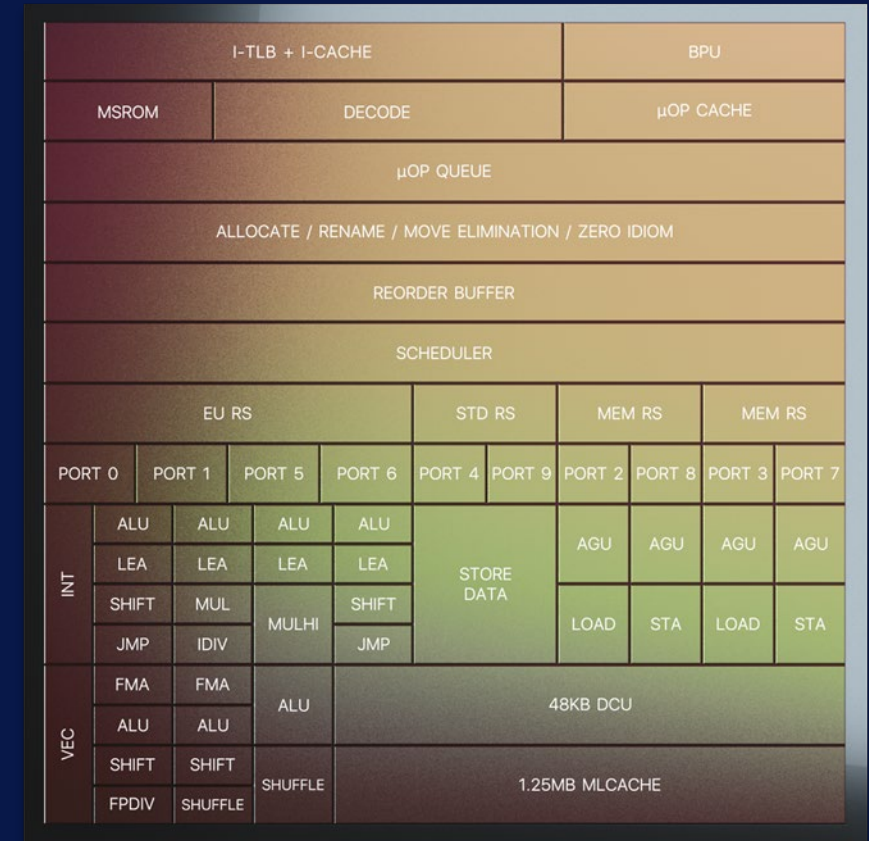 I-TLB + I-CACHE BPU
MSROM DECODE µOP CACHE
µOP QUEUE
ALLOCATE / RENAME / MOVE ELIMINATION / ZERO IDIOM
REORDER BUFFER
SCHEDULER
EU RS STD RS MEM RS MEM RS
PORT 0 PORT 1 PORT 5 PORT 6 PORT 4 PORT 9 PORT 2 PORT 8 PORT 3 PORT 7
INT
ALU ALU ALU ALU
LEA LEA LEA LEA
SHIFT MUL MULHI SHIFT
JMP IDIV JMP
STORE
DATA
AGU AGU AGU AGU
LOAD STA LOAD STA
VEC
FMA FMA ALU
ALU ALU
SHIFT SHIFT SHUFFLE
FPDIV SHUFFLE
48KB DCU
1.25MB MLCACHE